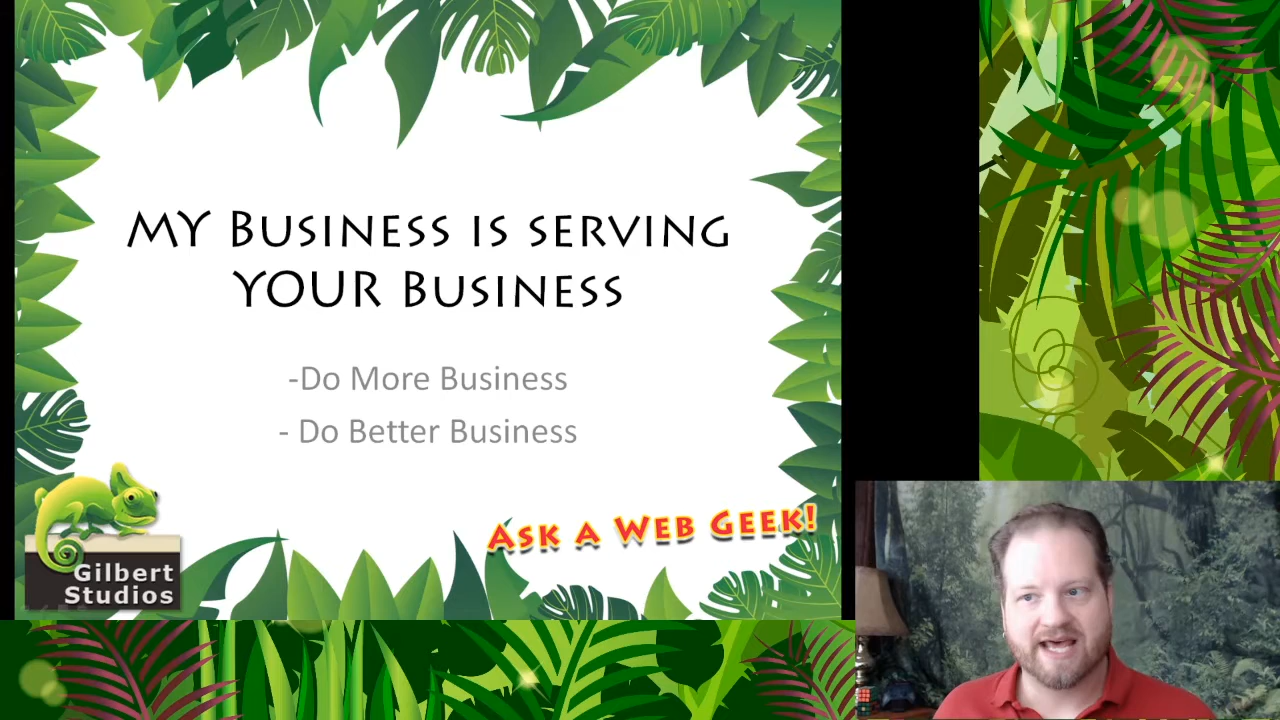 MY BUSINESS IS SERVING
YOUR BUSINESS
-Do More Business
- Do Better Business
ASK A WEB GEEK!
Gilbert
Studios